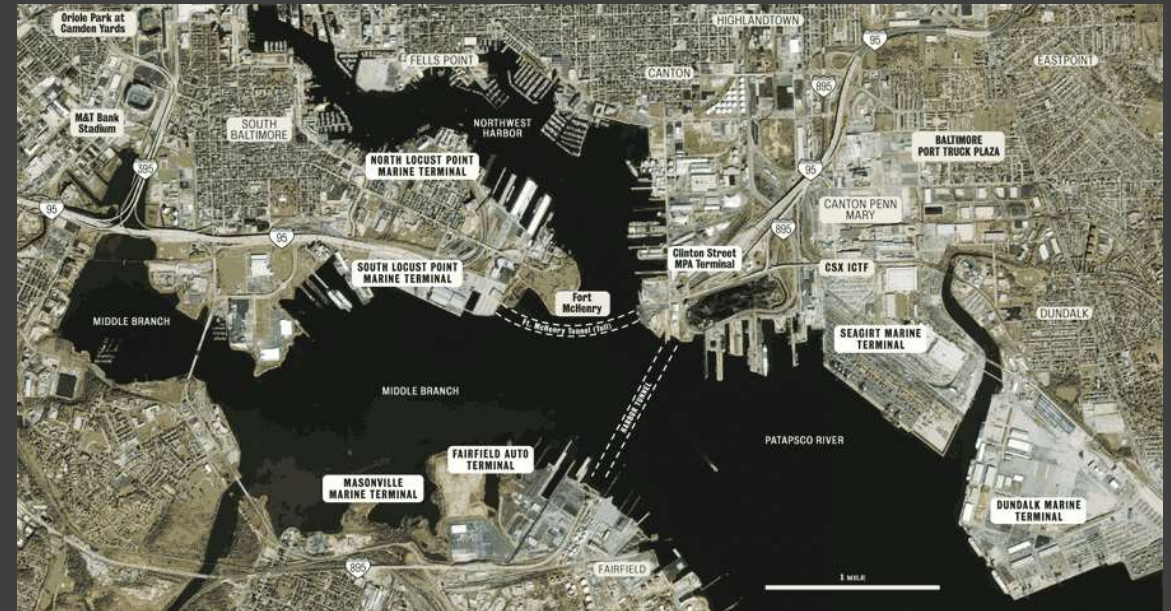 Oriole Park at
Camden Yards
HIGHLANDTOWN
95
FELLS POINT
EASTPOINT
CANTON
895
M&T Bank
Stadium
SOUTH
BALTIMORE
NORTHWEST
HARBOR
BALTIMORE
PORT TRUCK PLAZA
NORTH LOCUST POINT
MARINE TERMINAL
395
95
95
CANTON PENN
MARY
895
95
Clinton Street
MPA Terminal
SOUTH LOCUST POINT
MARINE TERMINAL
CSX ICTF
Fort
McHenry
DUNDALK
MIDDLE BRANCH
Ft. McHenry Tunnel (Toll)
SEAGIRT MARINE
TERMINAL
MIDDLE BRANCH
HARBOR TUNNEL
PATAPSCO RIVER
FAIRFIELD AUTO
TERMINAL
MASONVILLE
MARINE TERMINAL
DUNDALK MARINE
TERMINAL
895
FAIRFIELD
1 MILE